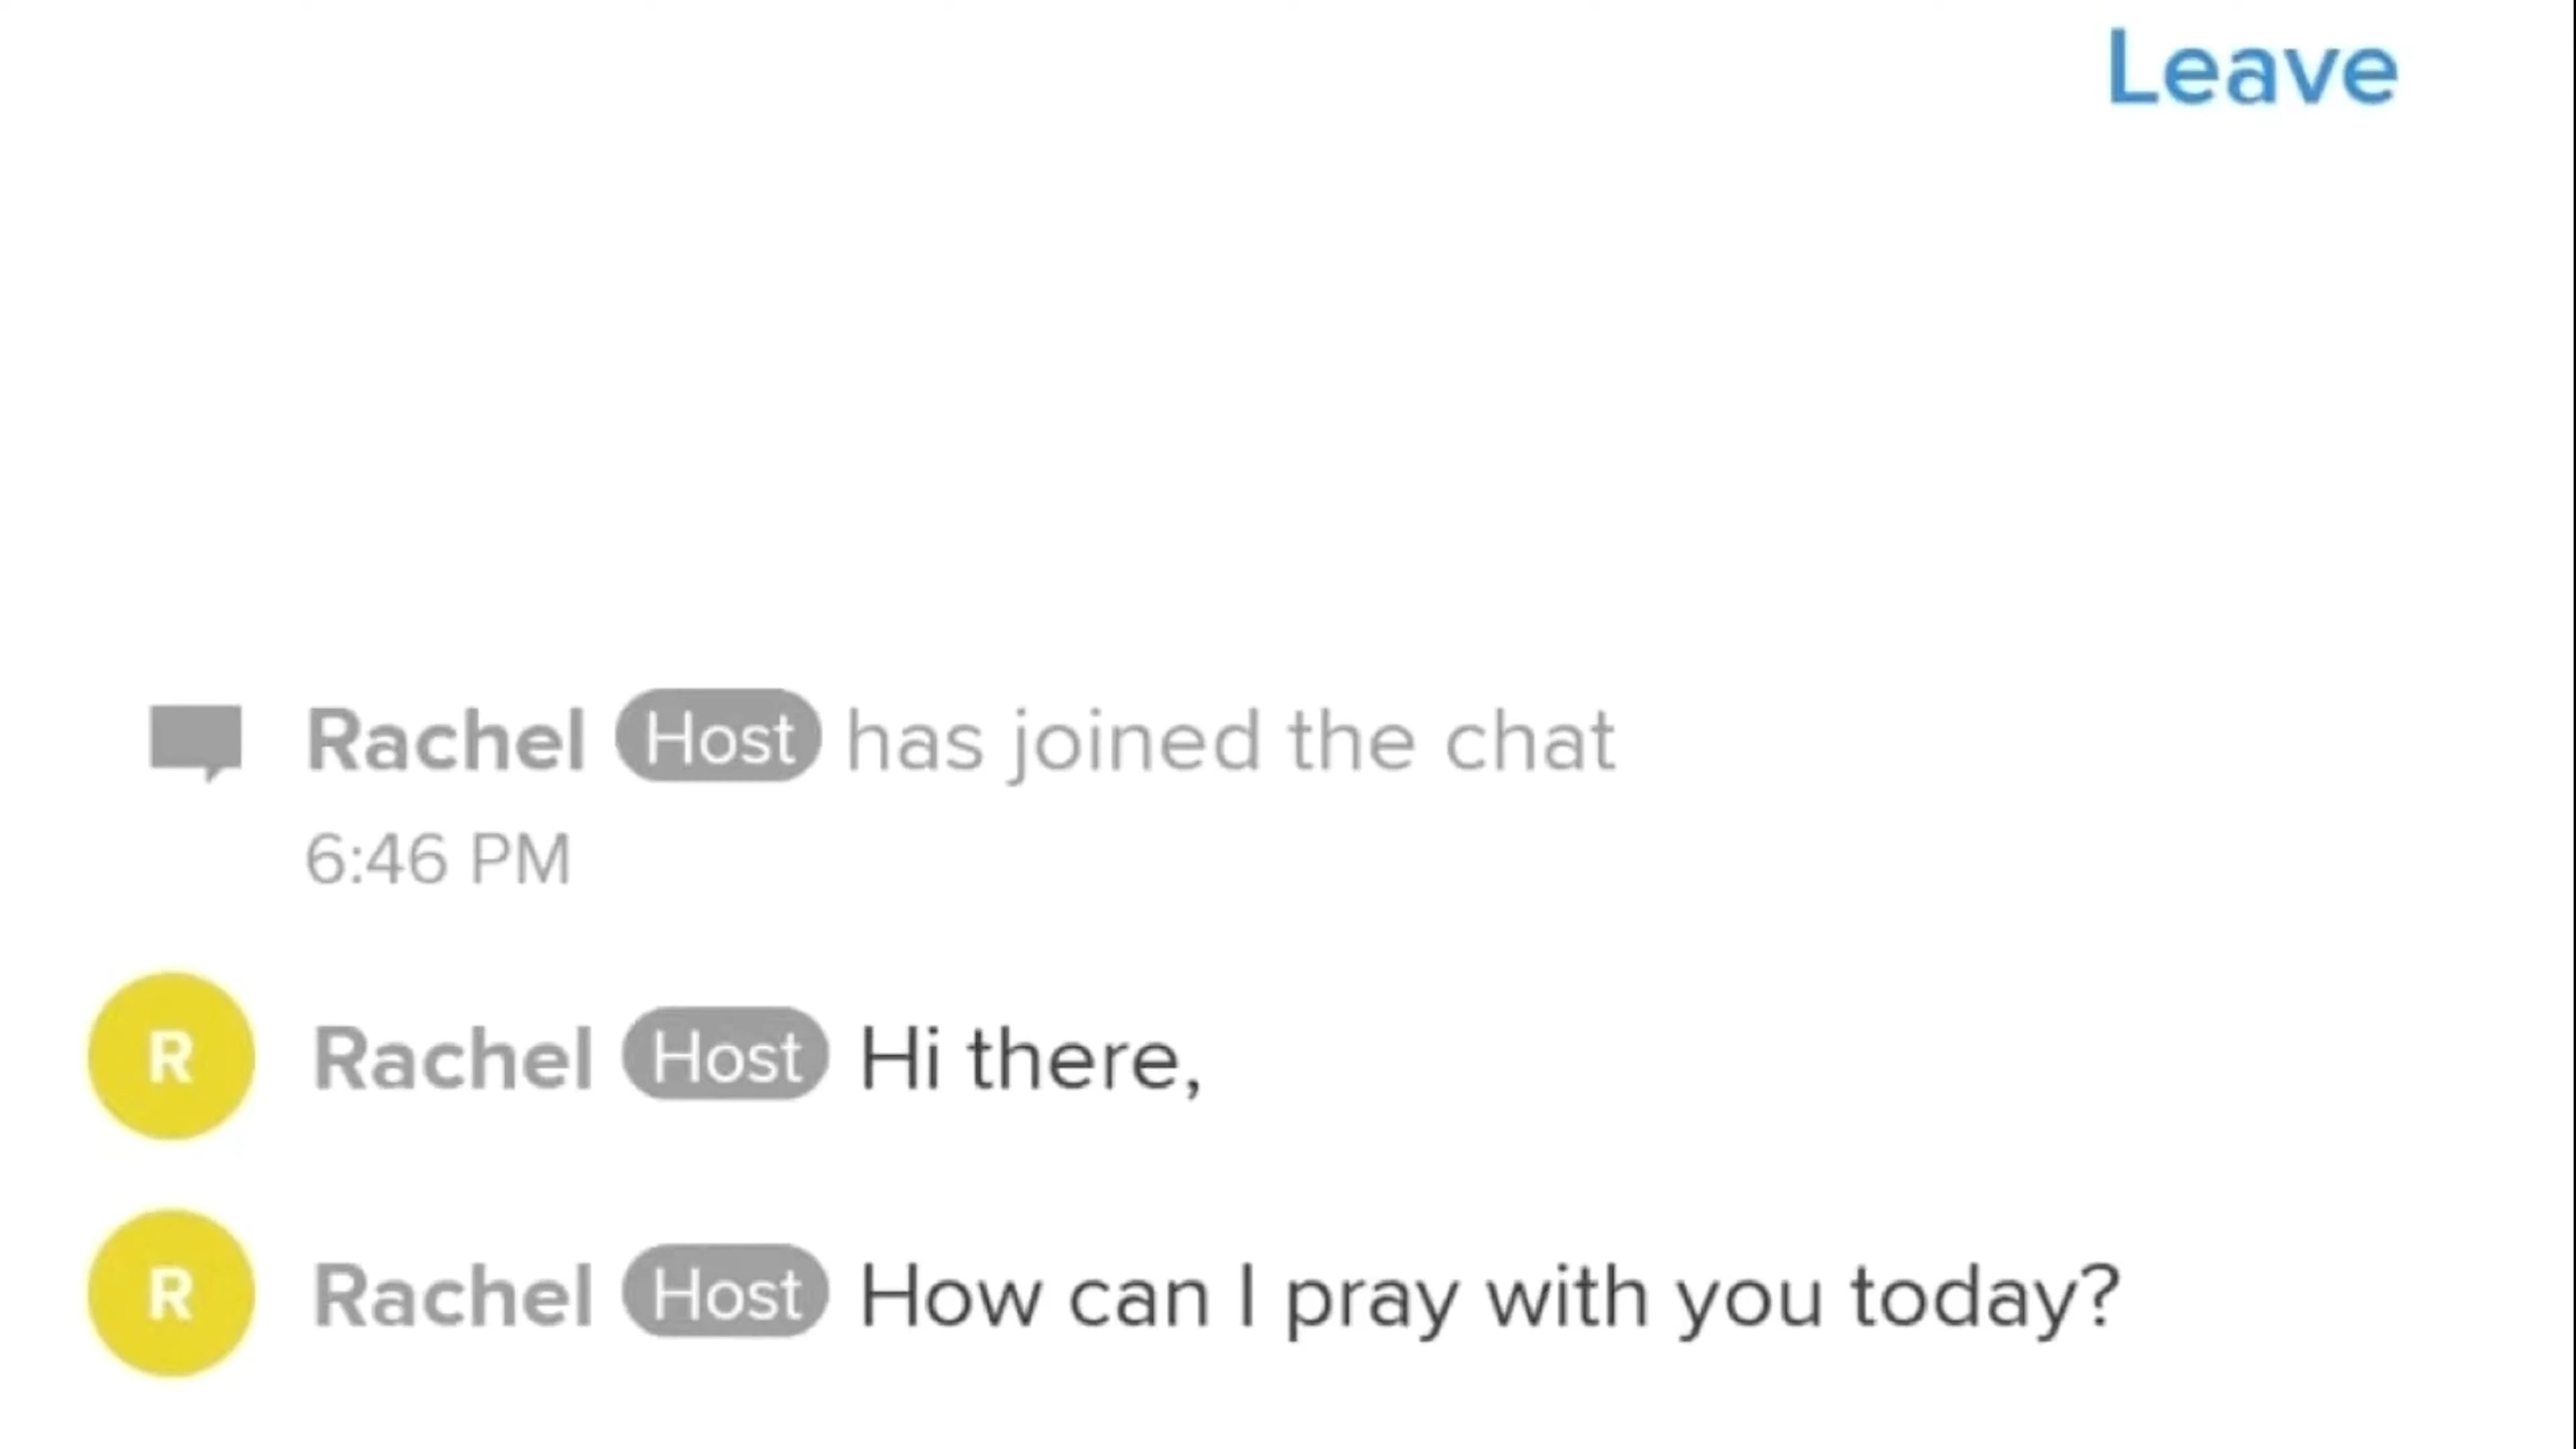 Leave
Rachel Host has joined the chat
6:46 PM
R Rachel Host Hi there,
R Rachel Host How can I pray with you today?